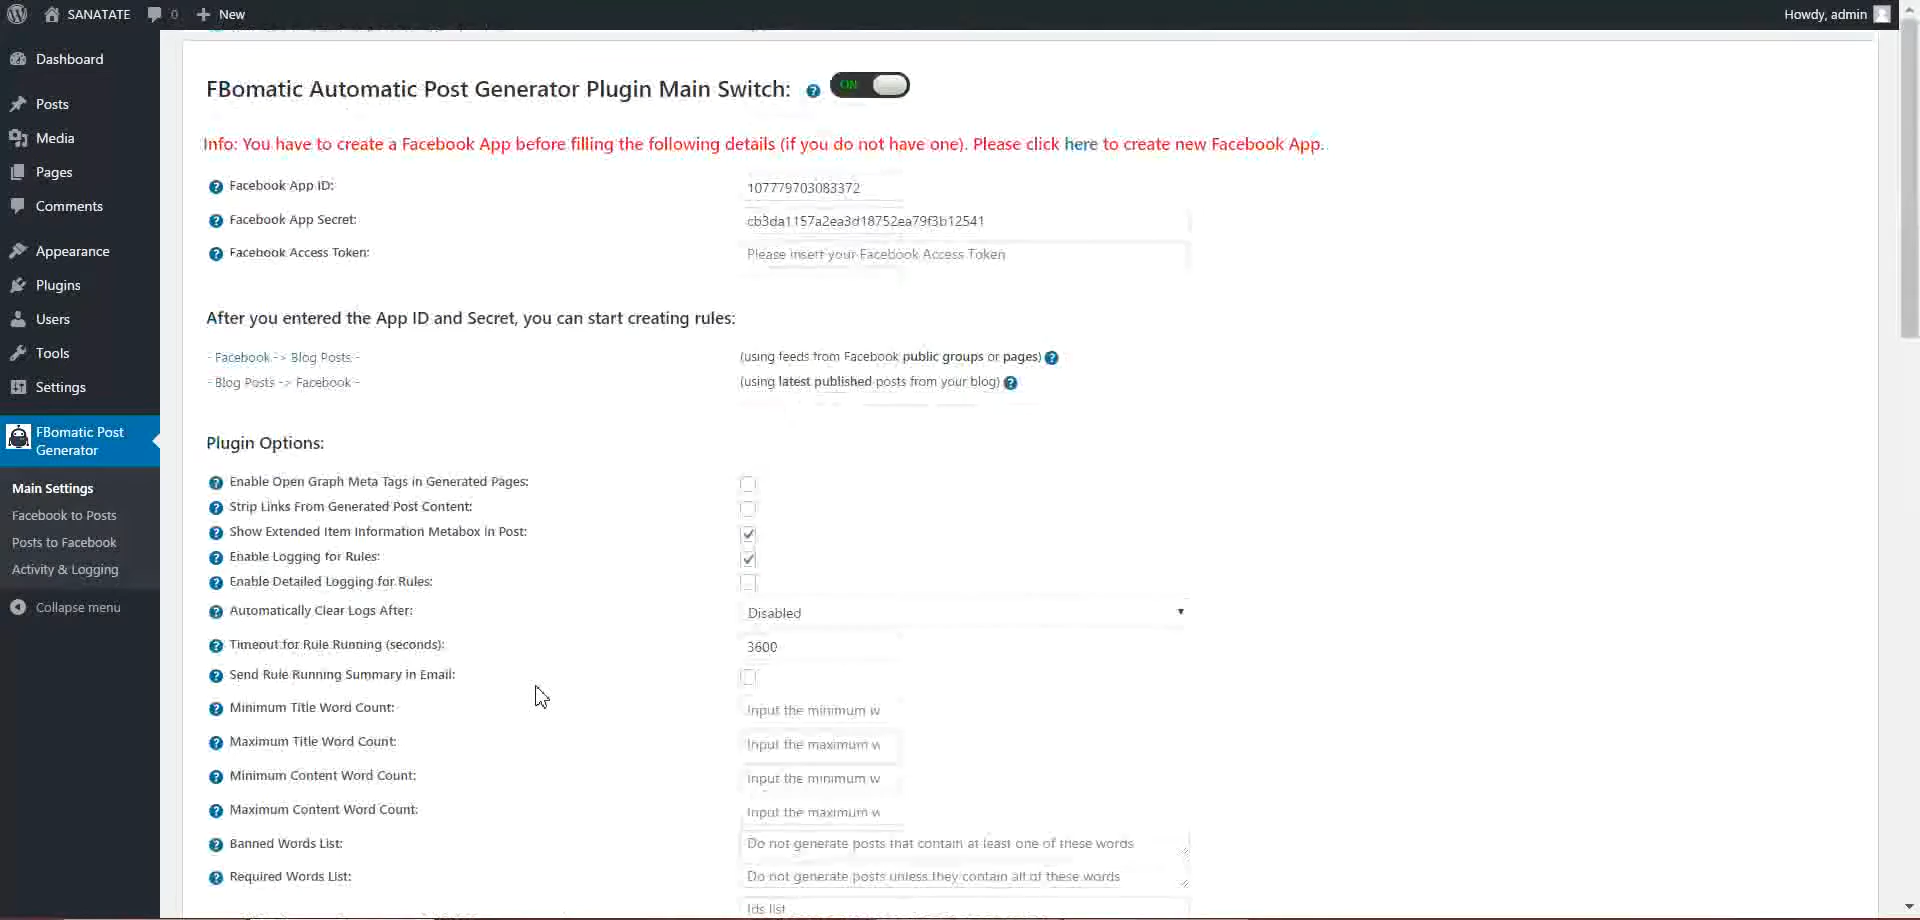 SANATATE 0 New Howdy, admin
Dashboard
Posts
Media
Pages
Comments
Appearance
Plugins
Users
Tools
Settings
FBomatic Post
Generator
Main Settings
Facebook to Posts
Posts to Facebook
Activity & Logging
Collapse menu
FBomatic Automatic Post Generator Plugin Main Switch: ? ON
Info: You have to create a Facebook App before filling the following details (if you do not have one). Please click here to create new Facebook App.
? Facebook App ID: 107779703083372
? Facebook App Secret: cb3da1157a2ea3d18752ea79f3b12541
? Facebook Access Token: Please insert your Facebook Access Token
After you entered the App ID and Secret, you can start creating rules:
- Facebook -> Blog Posts - (using feeds from Facebook public groups or pages) ?
- Blog Posts -> Facebook - (using latest published posts from your blog) ?
Plugin Options:
? Enable Open Graph Meta Tags in Generated Pages:
? Strip Links From Generated Post Content:
? Show Extended Item Information Metabox in Post:
? Enable Logging for Rules:
? Enable Detailed Logging for Rules:
? Automatically Clear Logs After: Disabled
? Timeout for Rule Running (seconds): 3600
? Send Rule Running Summary in Email:
? Minimum Title Word Count: Input the minimum w
? Maximum Title Word Count: Input the maximum w
? Minimum Content Word Count: Input the minimum w
? Maximum Content Word Count: Input the maximum w
? Banned Words List: Do not generate posts that contain at least one of these words
? Required Words List: Do not generate posts unless they contain all of these words
Ids list